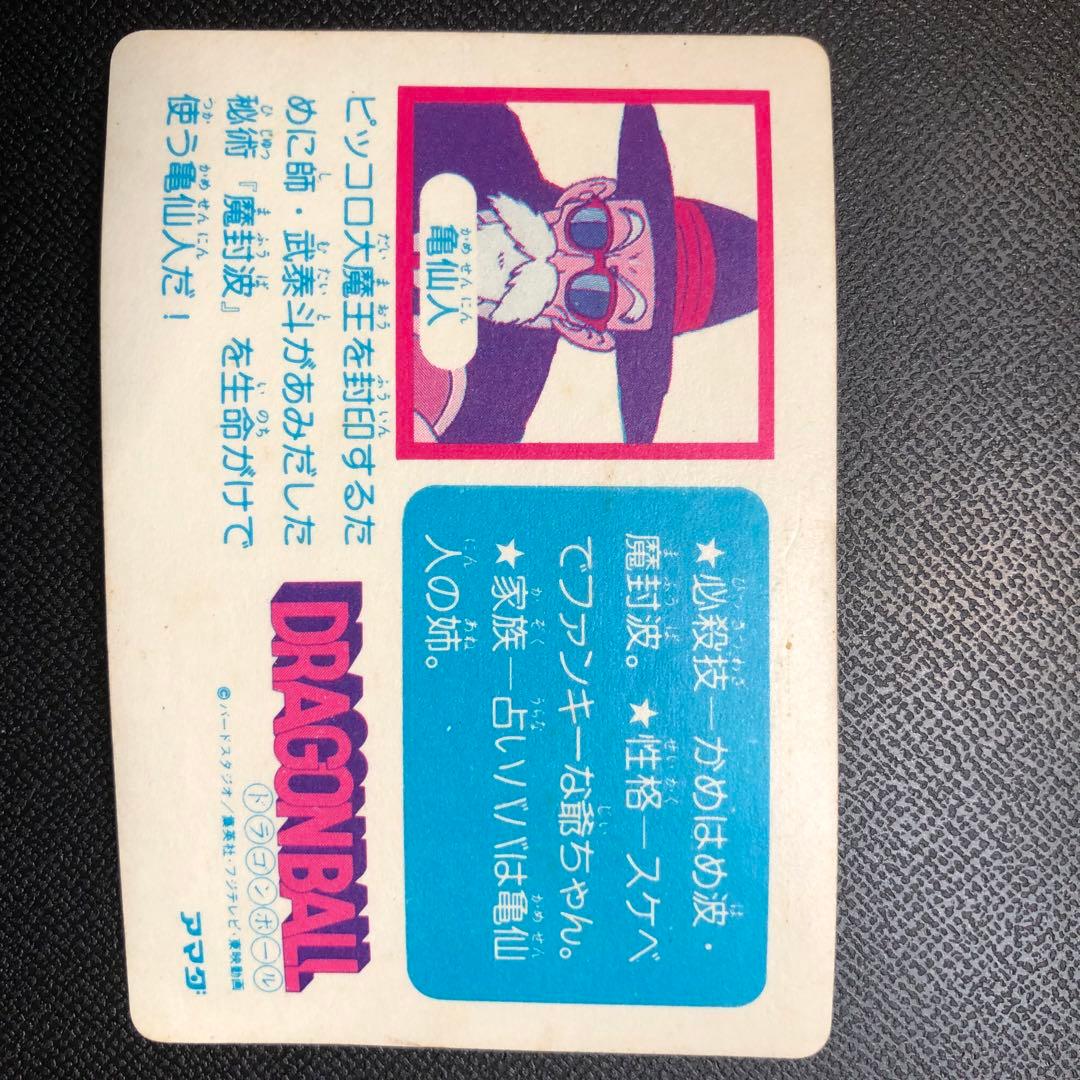 亀仙人
かめせんにん
★必殺技―かめはめ波・
魔封波。★性格―スケベ
でファンキーな爺ちゃん。
★家族―占いババは亀仙
人の姉。
ピッコロ大魔王を封印するた
めに師・武泰斗があみだした
秘術『魔封波』を生命がけで
使う亀仙人だ！
DRAGONBALL
ドラゴンボール
©バードスタジオ/集英社・フジテレビ・東映動画
アマダ